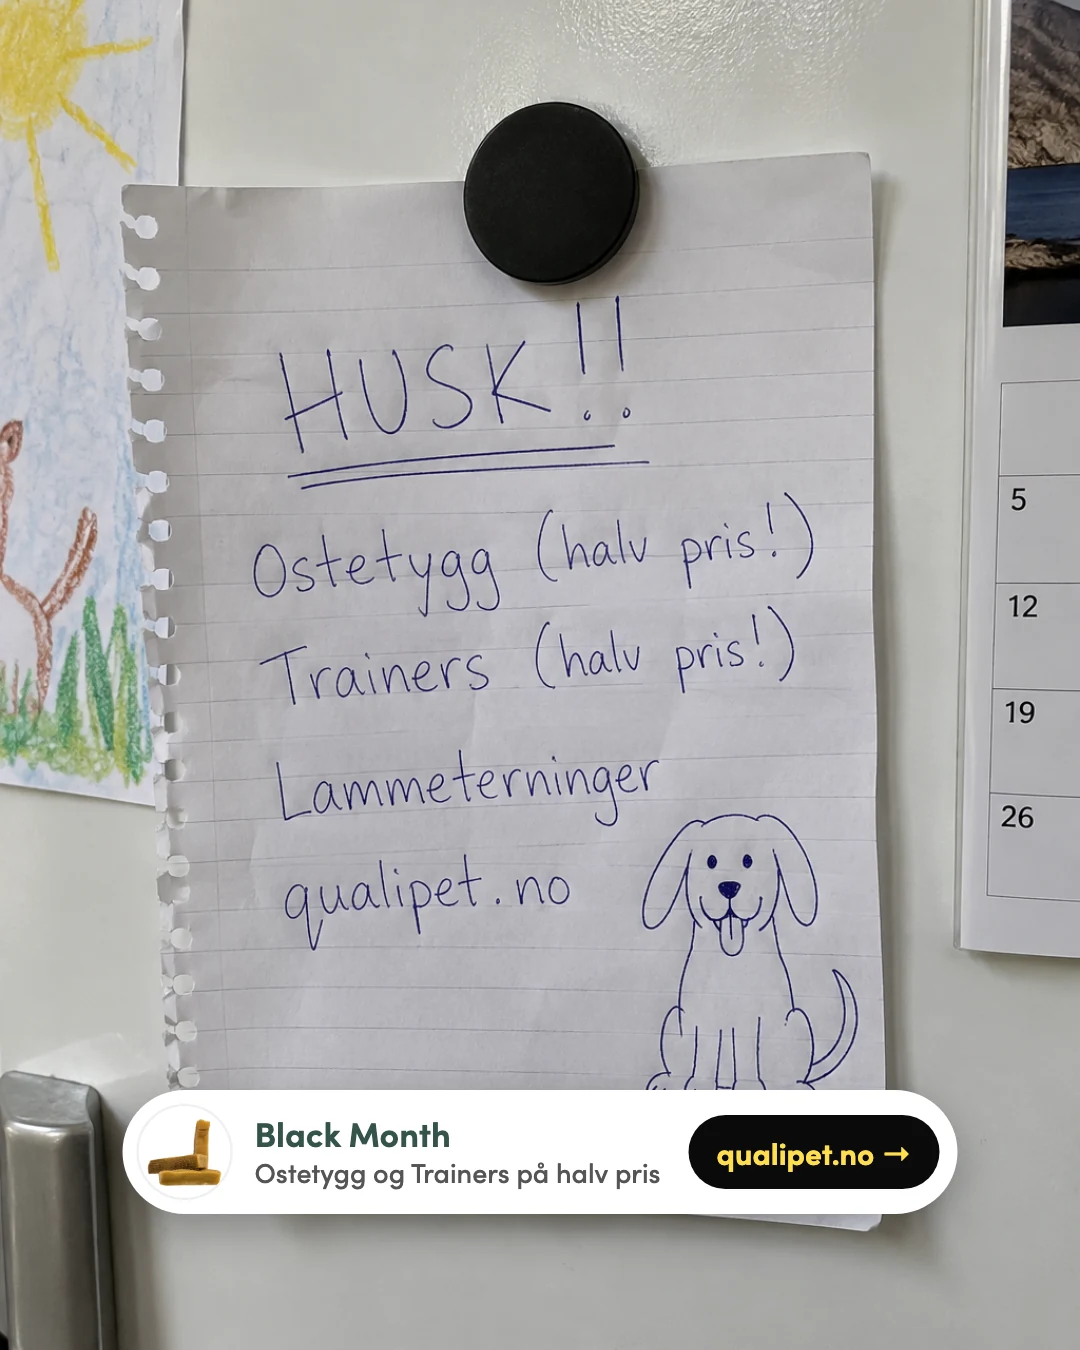 HUSK!!
Ostetygg (halv pris!)
Trainers (halv pris!)
Lammeterninger
qualipet.no
5
12
19
26
Black Month
Ostetygg og Trainers på halv pris
qualipet.no →